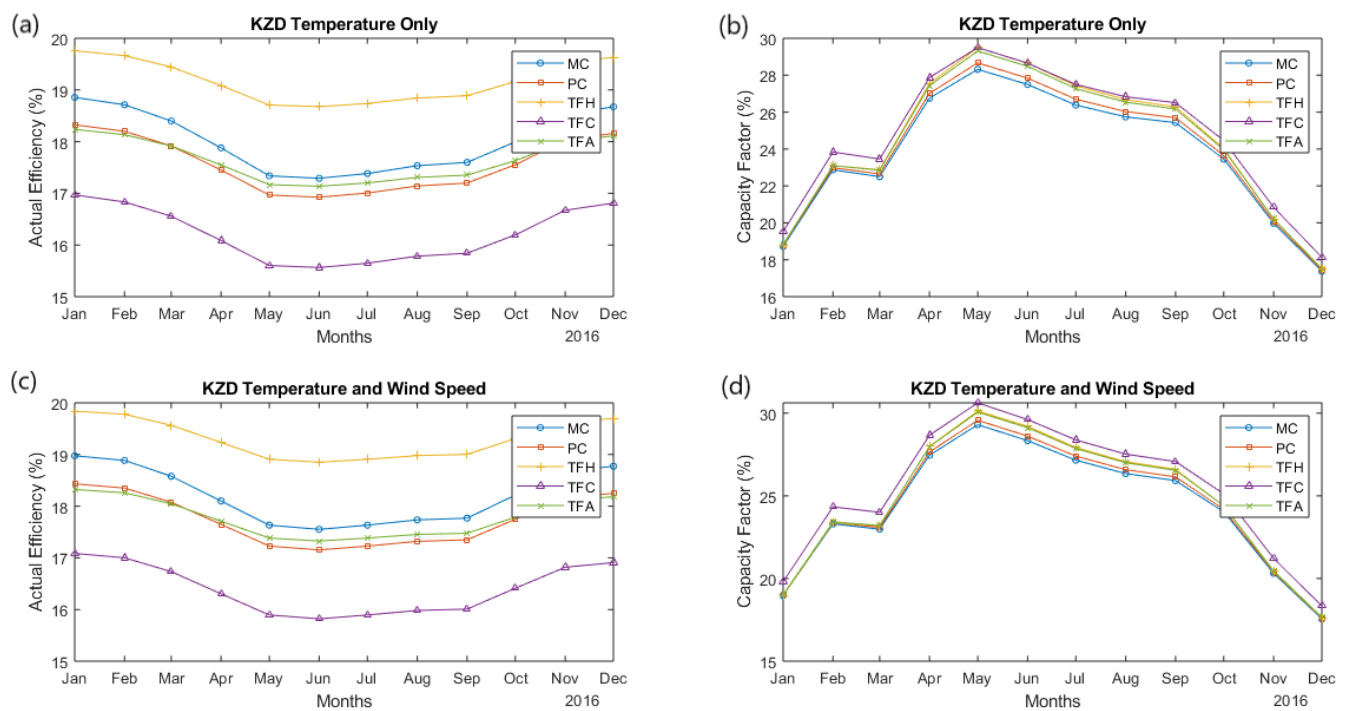 (a)
KZD Temperature Only
Actual Efficiency (%)
20
19
18
17
16
15
Jan Feb Mar Apr May Jun Jul Aug Sep Oct Nov Dec
Months
2016
MC
PC
TFH
TFC
TFA
(b)
KZD Temperature Only
Capacity Factor (%)
30
28
26
24
22
20
18
16
Jan Feb Mar Apr May Jun Jul Aug Sep Oct Nov Dec
Months
2016
MC
PC
TFH
TFC
TFA
(c)
KZD Temperature and Wind Speed
Actual Efficiency (%)
20
19
18
17
16
15
Jan Feb Mar Apr May Jun Jul Aug Sep Oct Nov Dec
Months
2016
MC
PC
TFH
TFC
TFA
(d)
KZD Temperature and Wind Speed
Capacity Factor (%)
30
25
20
15
Jan Feb Mar Apr May Jun Jul Aug Sep Oct Nov Dec
Months
2016
MC
PC
TFH
TFC
TFA